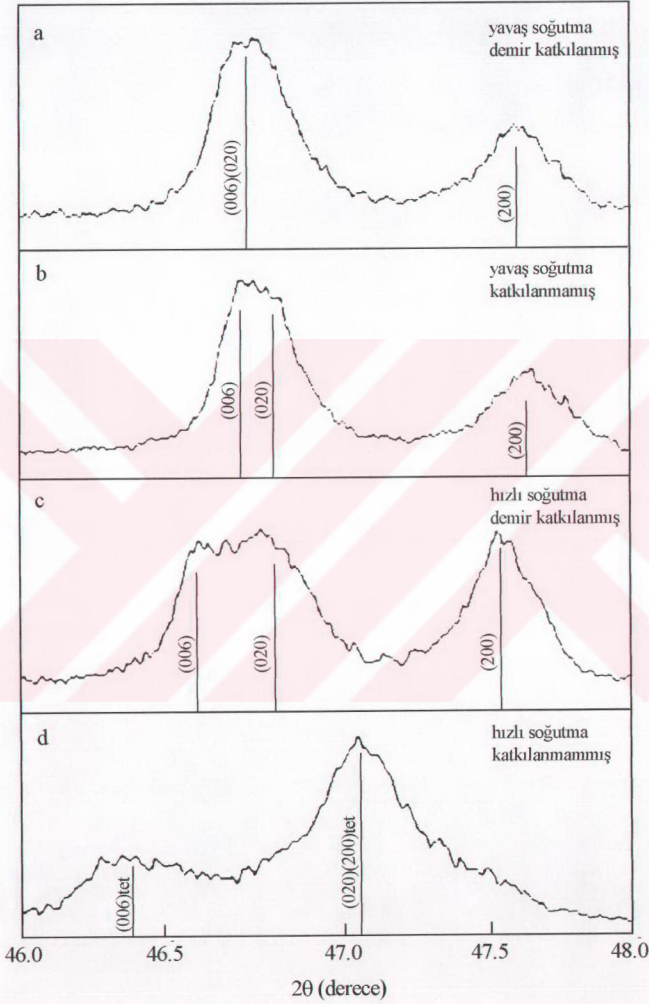 a
yavaş soğutma
demir katkılanmış
(006)(020)
(200)
b
yavaş soğutma
katkılanmamış
(006)
(020)
(200)
c
hızlı soğutma
demir katkılanmış
(006)
(020)
(200)
d
hızlı soğutma
katkılanmammış
(006)tet
(020)(200)tet
46.0 46.5 47.0 47.5 48.0
2θ (derece)